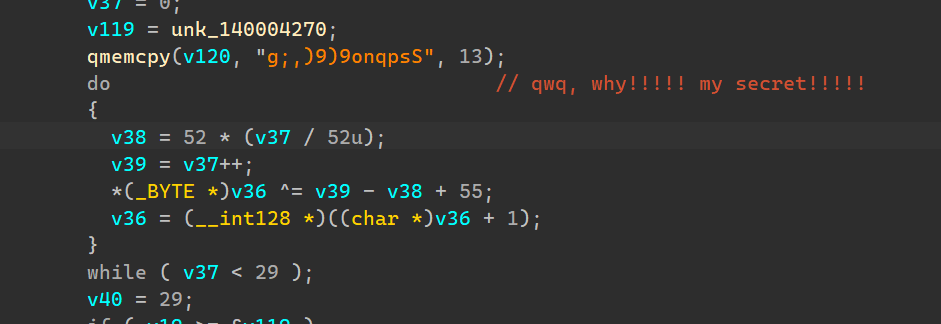 v37 = 0;
v119 = unk_140004270;
qmemcpy(v120, "g;,)9)9onqpsS", 13);
do // qwq, why!!!!! my secret!!!!!
{
v38 = 52 * (v37 / 52u);
v39 = v37++;
*(_BYTE *)v36 ^= v39 - v38 + 55;
v36 = (__int128 *)((char *)v36 + 1);
}
while ( v37 < 29 );
v40 = 29;